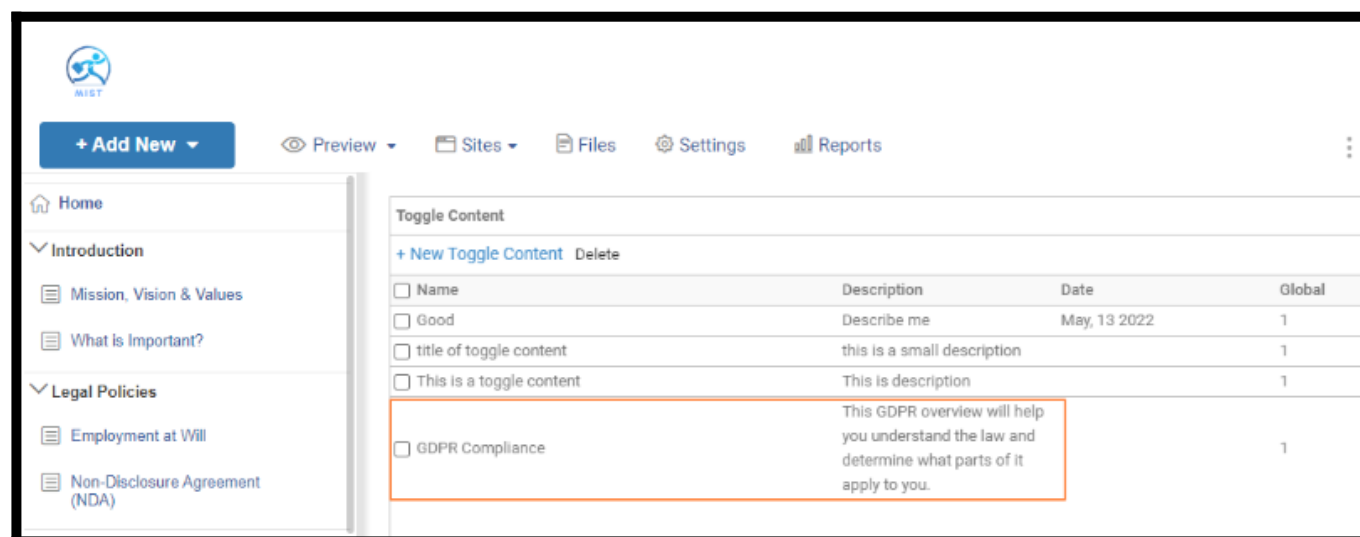 MIST
+ Add New
Preview
Sites
Files
Settings
Reports
Home
Introduction
Mission, Vision & Values
What is Important?
Legal Policies
Employment at Will
Non-Disclosure Agreement
(NDA)
Toggle Content
+ New Toggle Content Delete
Name Description Date Global
Good Describe me May, 13 2022 1
title of toggle content this is a small description 1
This is a toggle content This is description 1
GDPR Compliance
This GDPR overview will help
you understand the law and
determine what parts of it
apply to you.
1